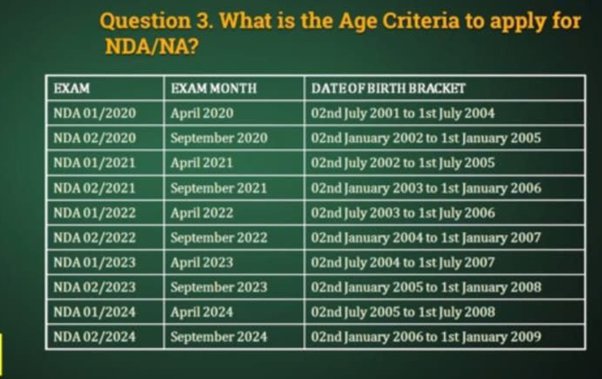 Question 3. What is the Age Criteria to apply for
NDA/NA?
EXAM EXAM MONTH DATE OF BIRTH BRACKET
NDA 01/2020 April 2020 02nd July 2001 to 1st July 2004
NDA 02/2020 September 2020 02nd January 2002 to 1st January 2005
NDA 01/2021 April 2021 02nd July 2002 to 1st July 2005
NDA 02/2021 September 2021 02nd January 2003 to 1st January 2006
NDA 01/2022 April 2022 02nd July 2003 to 1st July 2006
NDA 02/2022 September 2022 02nd January 2004 to 1st January 2007
NDA 01/2023 April 2023 02nd July 2004 to 1st July 2007
NDA 02/2023 September 2023 02nd January 2005 to 1st January 2008
NDA 01/2024 April 2024 02nd July 2005 to 1st July 2008
NDA 02/2024 September 2024 02nd January 2006 to 1st January 2009